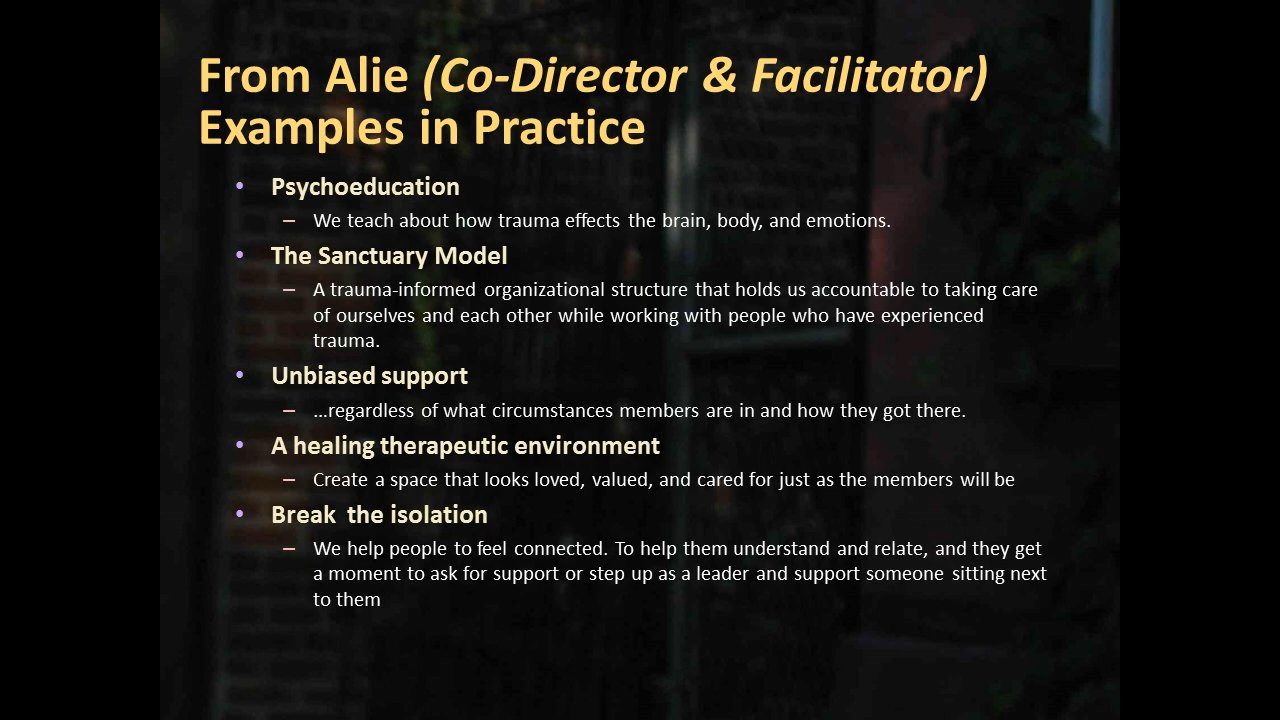 From Alie (Co-Director & Facilitator)
Examples in Practice
• Psychoeducation
– We teach about how trauma effects the brain, body, and emotions.
• The Sanctuary Model
– A trauma-informed organizational structure that holds us accountable to taking care
of ourselves and each other while working with people who have experienced
trauma.
• Unbiased support
– …regardless of what circumstances members are in and how they got there.
• A healing therapeutic environment
– Create a space that looks loved, valued, and cared for just as the members will be
• Break the isolation
– We help people to feel connected. To help them understand and relate, and they get
a moment to ask for support or step up as a leader and support someone sitting next
to them